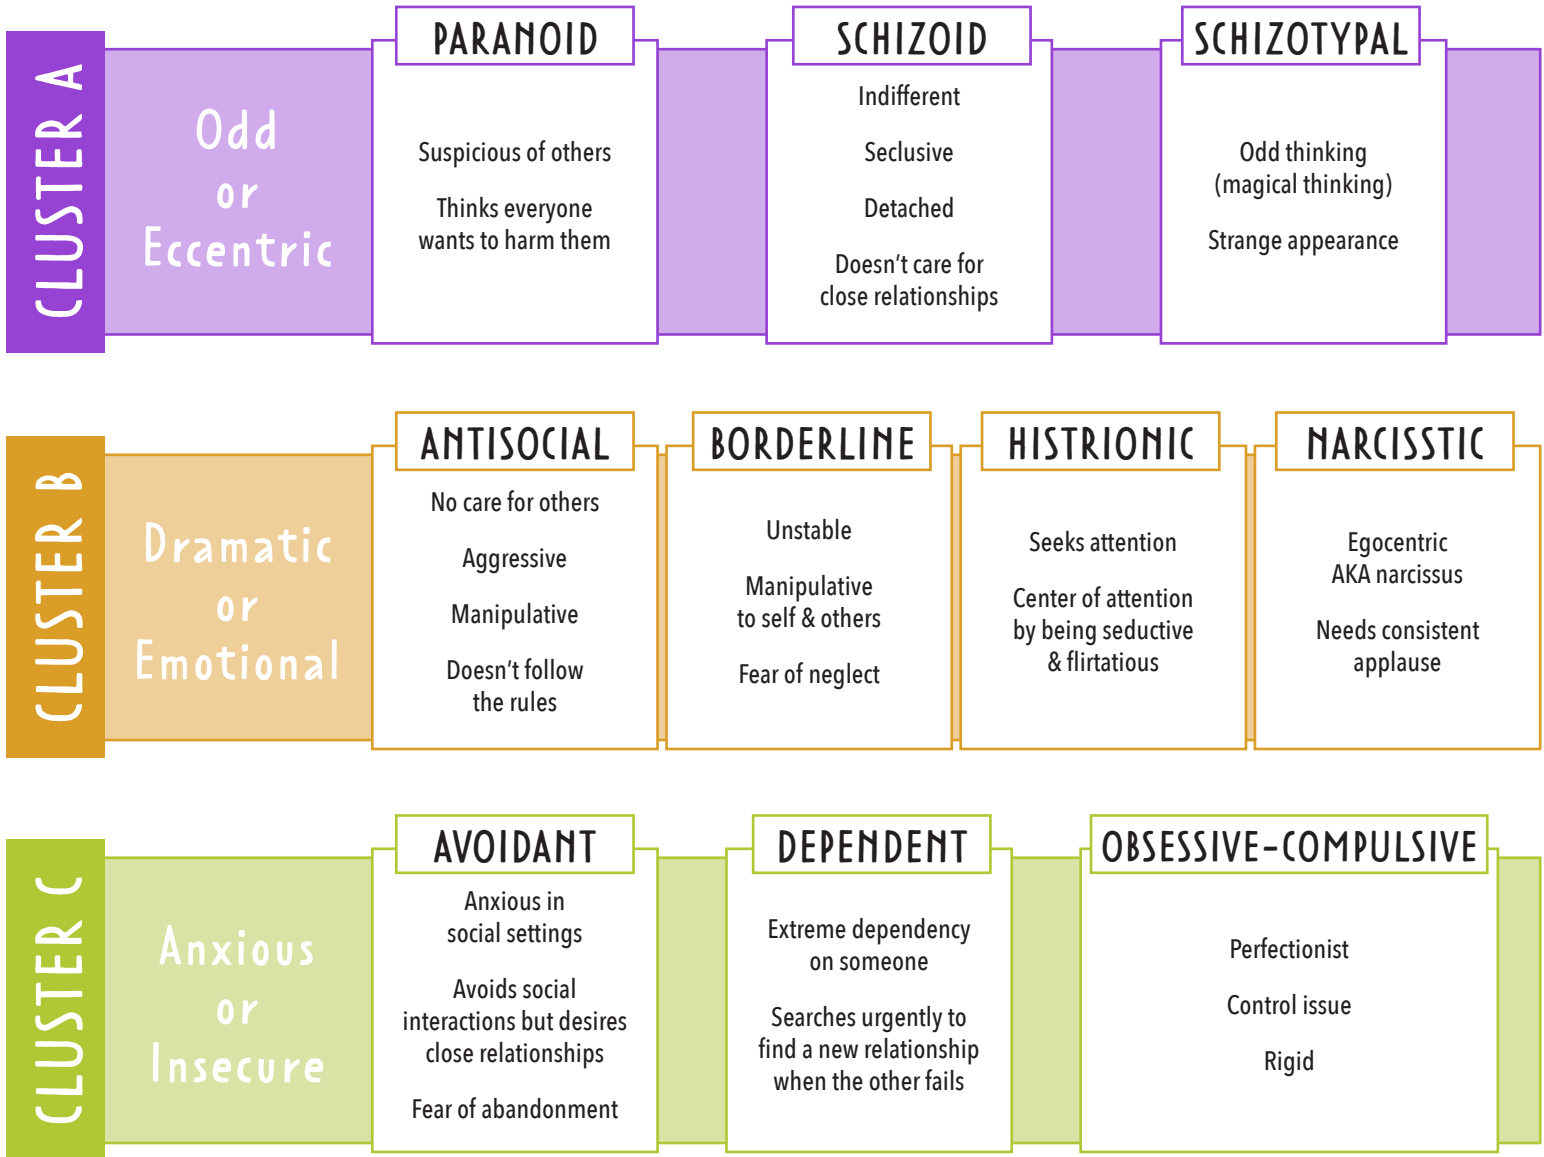 CLUSTER A
Odd
or
Eccentric
PARANOID
Suspicious of others
Thinks everyone
wants to harm them
SCHIZOID
Indifferent
Seclusive
Detached
Doesn't care for
close relationships
SCHIZOTYPAL
Odd thinking
(magical thinking)
Strange appearance
CLUSTER B
Dramatic
or
Emotional
ANTISOCIAL
No care for others
Aggressive
Manipulative
Doesn't follow
the rules
BORDERLINE
Unstable
Manipulative
to self & others
Fear of neglect
HISTRIONIC
Seeks attention
Center of attention
by being seductive
& flirtatious
NARCISSTIC
Egocentric
AKA narcissus
Needs consistent
applause
CLUSTER C
Anxious
or
Insecure
AVOIDANT
Anxious in
social settings
Avoids social
interactions but desires
close relationships
Fear of abandonment
DEPENDENT
Extreme dependency
on someone
Searches urgently to
find a new relationship
when the other fails
OBSESSIVE-COMPULSIVE
Perfectionist
Control issue
Rigid